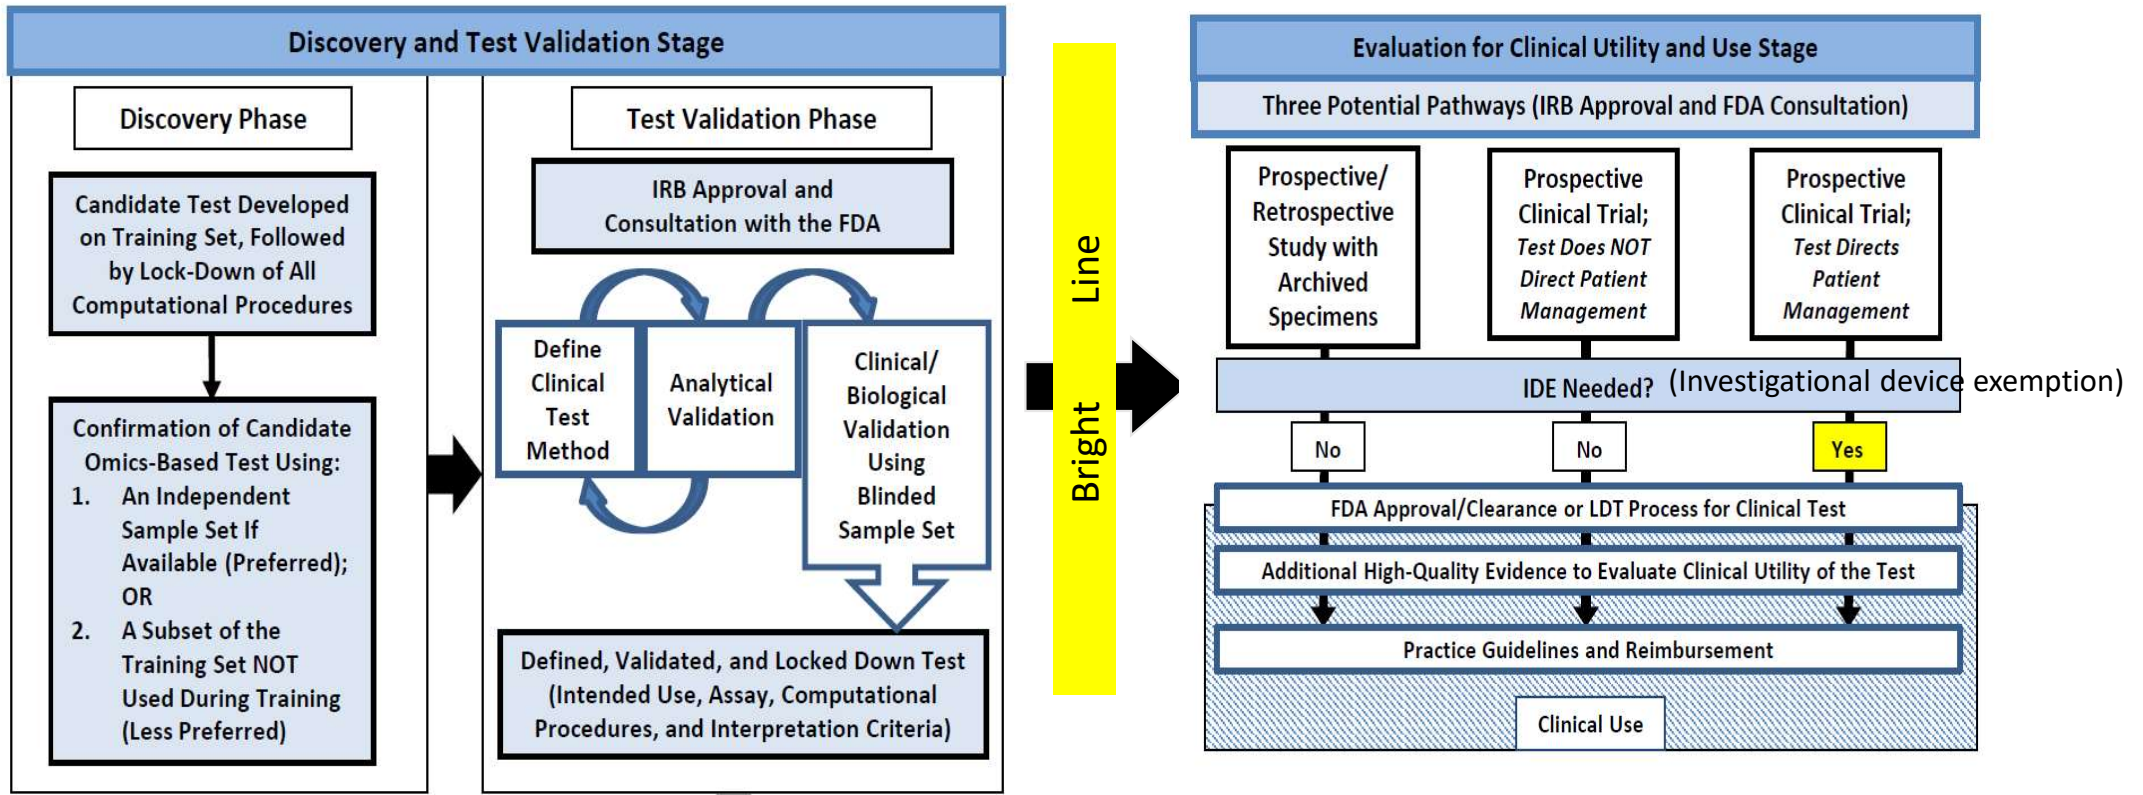 Discovery and Test Validation Stage
Discovery Phase
Candidate Test Developed
on Training Set, Followed
by Lock-Down of All
Computational Procedures
Confirmation of Candidate
Omics-Based Test Using:
1. An Independent
Sample Set If
Available (Preferred);
OR
2. A Subset of the
Training Set NOT
Used During Training
(Less Preferred)
Test Validation Phase
IRB Approval and
Consultation with the FDA
Define
Clinical
Test
Method
Analytical
Validation
Clinical/
Biological
Validation
Using
Blinded
Sample Set
Defined, Validated, and Locked Down Test
(Intended Use, Assay, Computational
Procedures, and Interpretation Criteria)
Bright Line
Evaluation for Clinical Utility and Use Stage
Three Potential Pathways (IRB Approval and FDA Consultation)
Prospective/
Retrospective
Study with
Archived
Specimens
Prospective
Clinical Trial;
Test Does NOT
Direct Patient
Management
Prospective
Clinical Trial;
Test Directs
Patient
Management
IDE Needed? (Investigational device exemption)
No
No
Yes
FDA Approval/Clearance or LDT Process for Clinical Test
Additional High-Quality Evidence to Evaluate Clinical Utility of the Test
Practice Guidelines and Reimbursement
Clinical Use